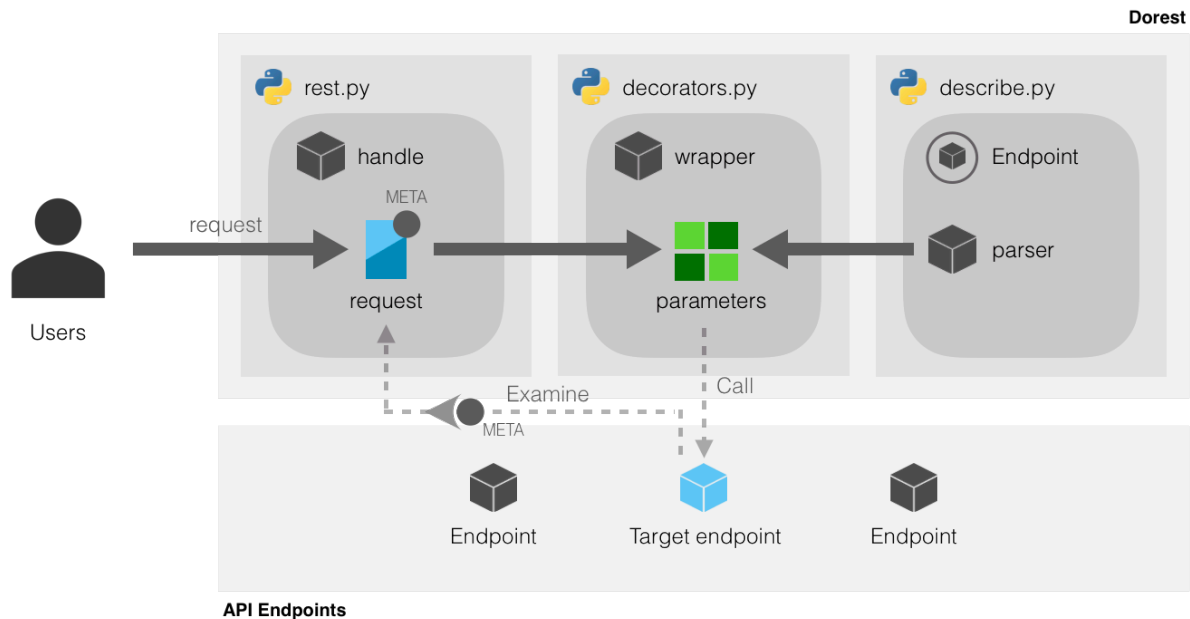 Dorest
rest.py
decorators.py
describe.py
handle
wrapper
Endpoint
META
request
parser
request
parameters
Users
Examine
Call
META
Endpoint
Target endpoint
Endpoint
API Endpoints